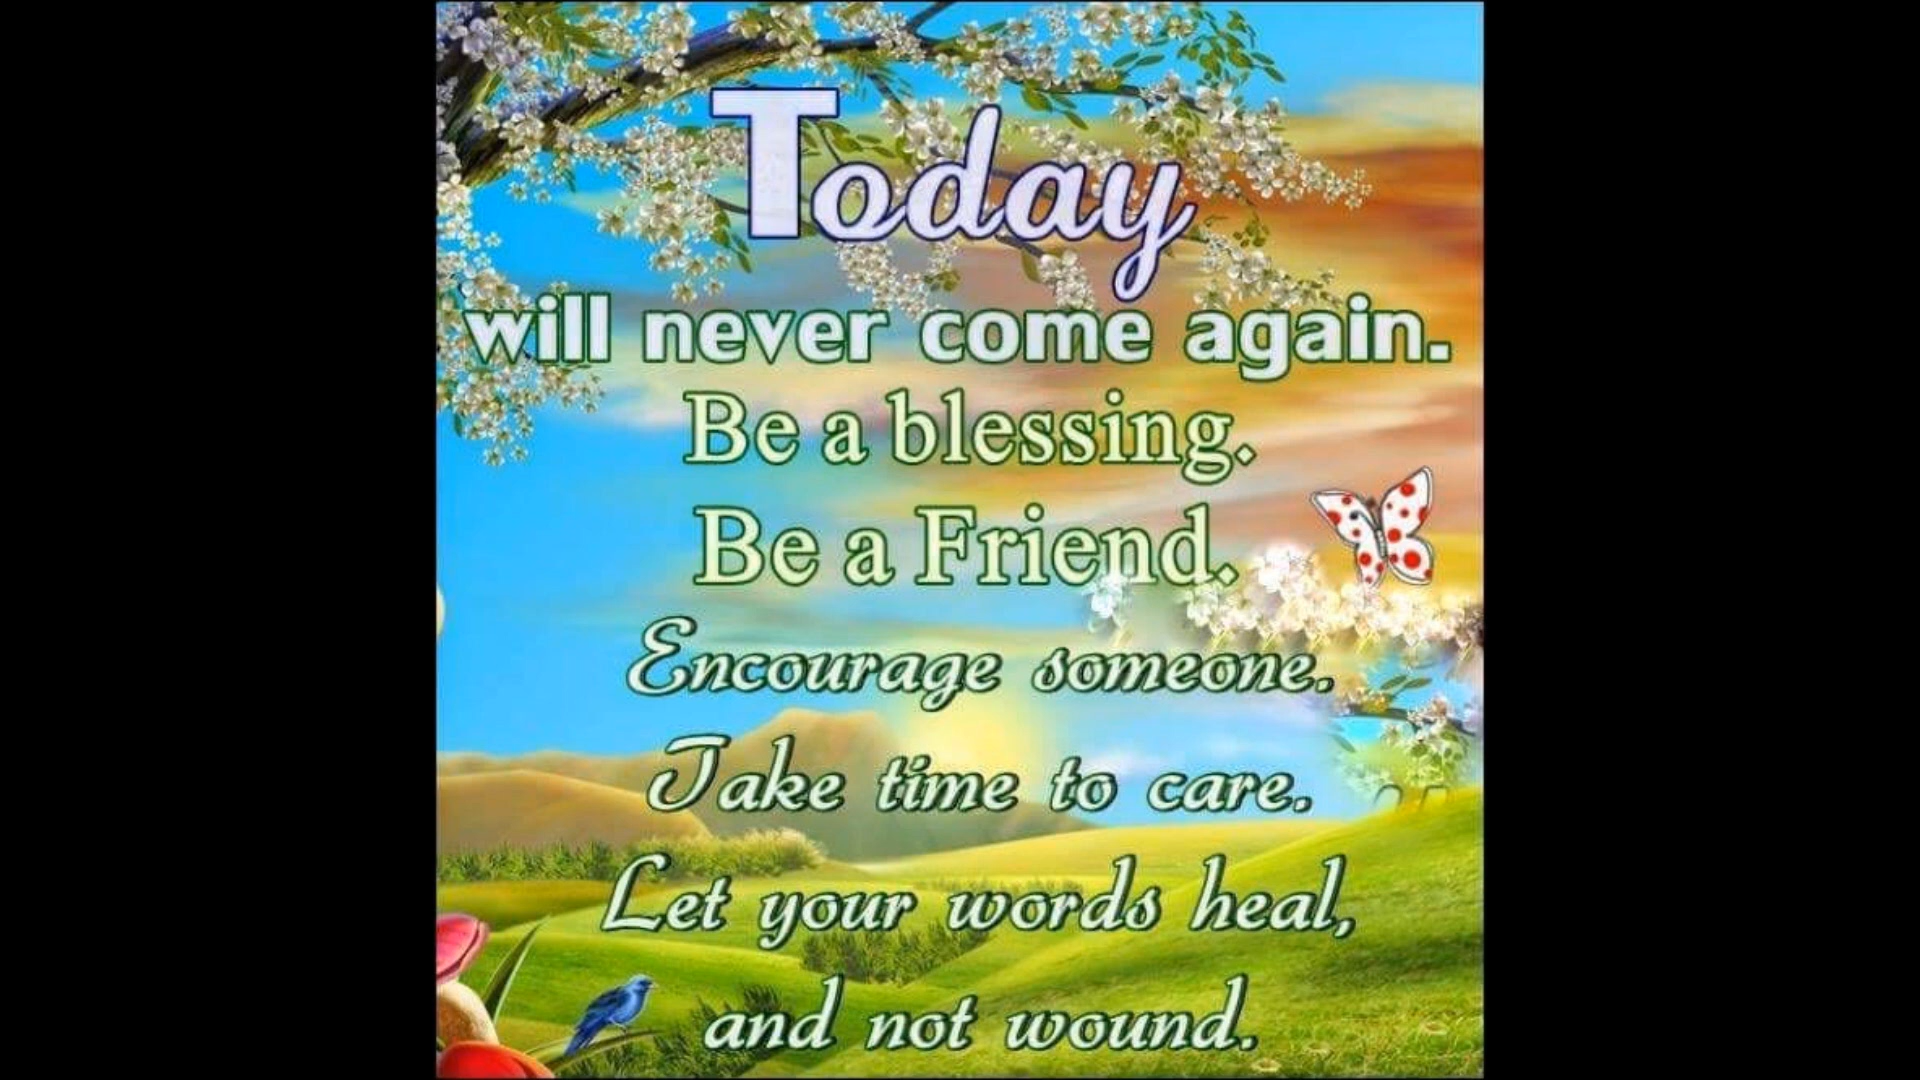 Today
will never come again.
Be a blessing.
Be a Friend.
Encourage someone.
Take time to care.
Let your words heal,
and not wound.